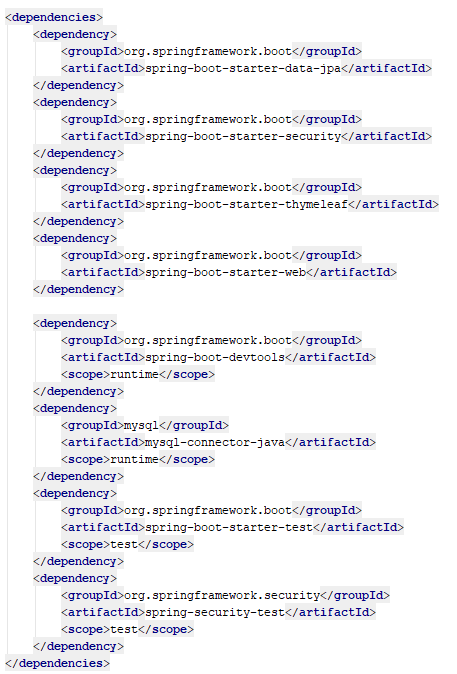 <dependencies>
    <dependency>
        <groupId>org.springframework.boot</groupId>
        <artifactId>spring-boot-starter-data-jpa</artifactId>
    </dependency>
    <dependency>
        <groupId>org.springframework.boot</groupId>
        <artifactId>spring-boot-starter-security</artifactId>
    </dependency>
    <dependency>
        <groupId>org.springframework.boot</groupId>
        <artifactId>spring-boot-starter-thymeleaf</artifactId>
    </dependency>
    <dependency>
        <groupId>org.springframework.boot</groupId>
        <artifactId>spring-boot-starter-web</artifactId>
    </dependency>

    <dependency>
        <groupId>org.springframework.boot</groupId>
        <artifactId>spring-boot-devtools</artifactId>
        <scope>runtime</scope>
    </dependency>
    <dependency>
        <groupId>mysql</groupId>
        <artifactId>mysql-connector-java</artifactId>
        <scope>runtime</scope>
    </dependency>
    <dependency>
        <groupId>org.springframework.boot</groupId>
        <artifactId>spring-boot-starter-test</artifactId>
        <scope>test</scope>
    </dependency>
    <dependency>
        <groupId>org.springframework.security</groupId>
        <artifactId>spring-security-test</artifactId>
        <scope>test</scope>
    </dependency>
</dependencies>